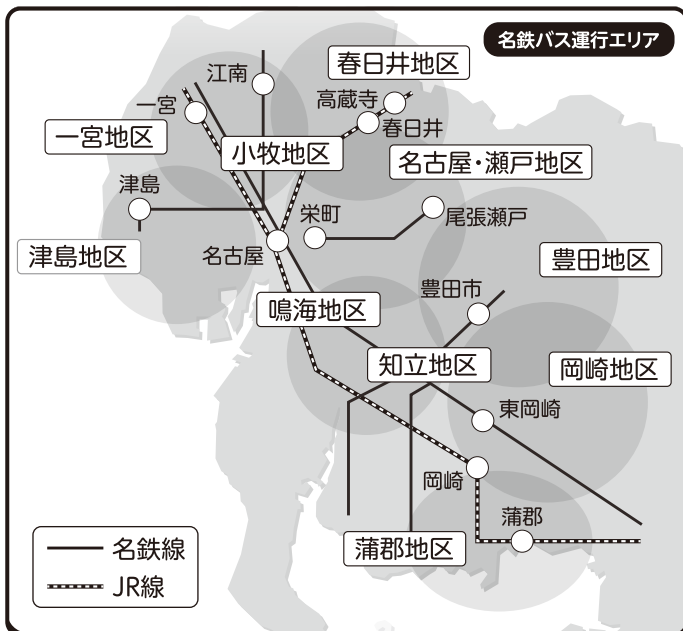 名鉄バス運行エリア
春日井地区
江南
高蔵寺
一宮
春日井
一宮地区
小牧地区
名古屋・瀬戸地区
津島
栄町
尾張瀬戸
津島地区
名古屋
豊田地区
豊田市
鳴海地区
知立地区
岡崎地区
東岡崎
岡崎
蒲郡
名鉄線
蒲郡地区
JR線